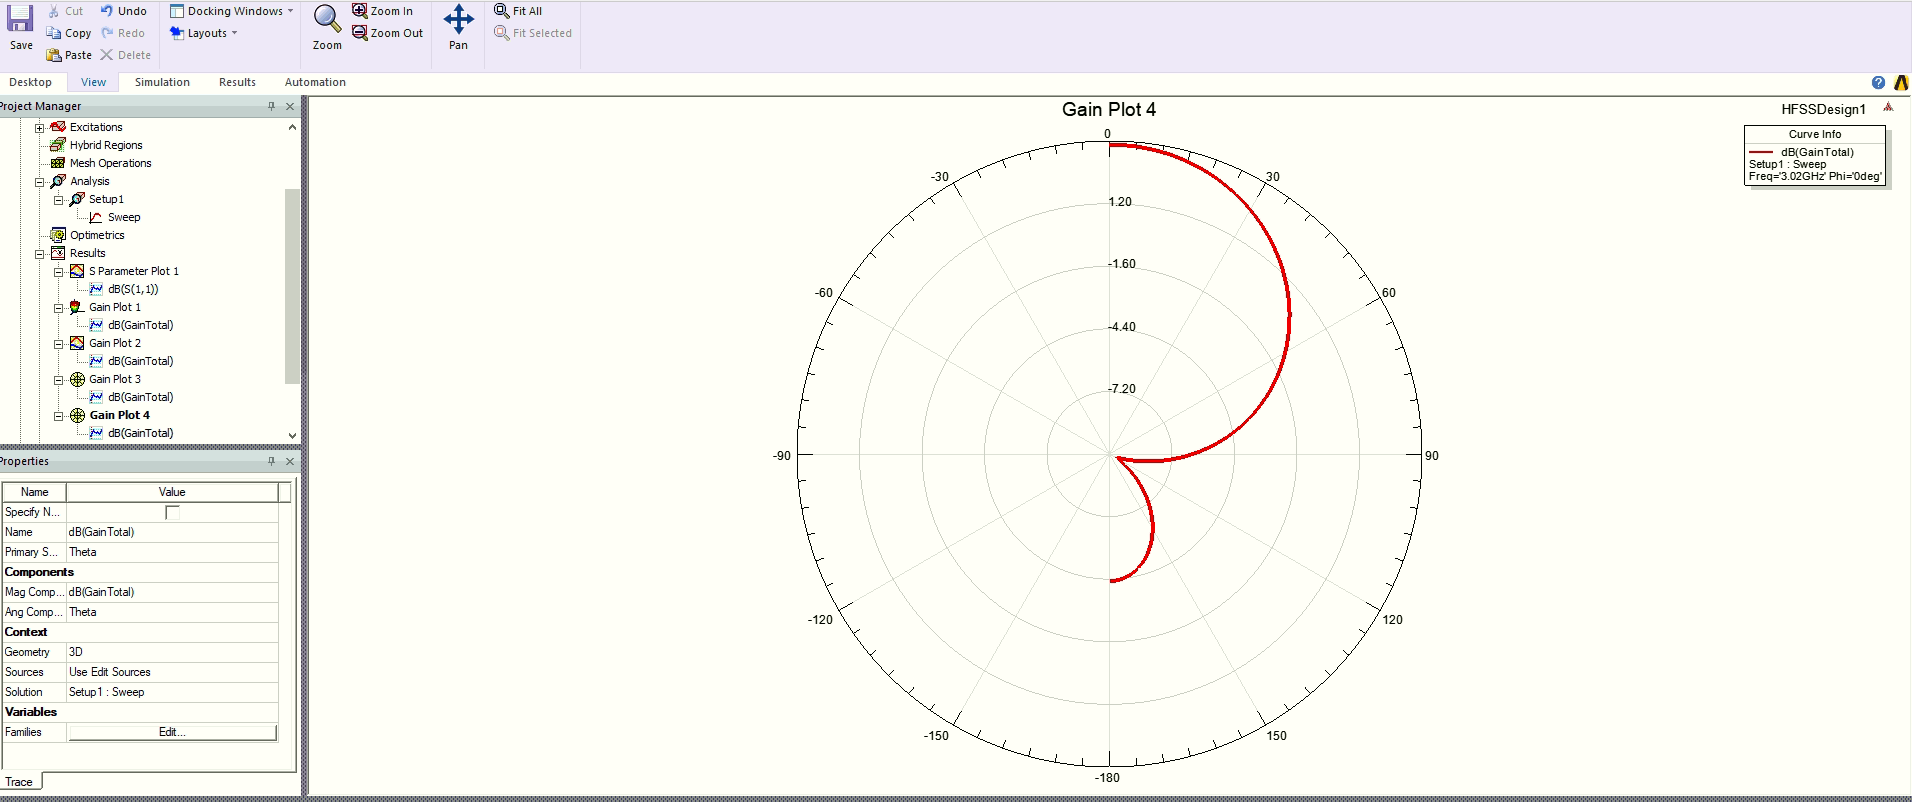 Save
Cut
Copy
Paste
Undo
Redo
Delete
Docking Windows
Layouts
Zoom
Zoom In
Zoom Out
Pan
Fit All
Fit Selected
Desktop View Simulation Results Automation
Project Manager
Excitations
Hybrid Regions
Mesh Operations
Analysis
Setup1
Sweep
Optimetrics
Results
S Parameter Plot 1
dB(S(1,1))
Gain Plot 1
dB(GainTotal)
Gain Plot 2
dB(GainTotal)
Gain Plot 3
dB(GainTotal)
Gain Plot 4
dB(GainTotal)
Properties
Name Value
Specify N...
Name dB(GainTotal)
Primary S... Theta
Components
Mag Comp... dB(GainTotal)
Ang Comp... Theta
Context
Geometry 3D
Sources Use Edit Sources
Solution Setup1 : Sweep
Variables
Families Edit...
Trace
Gain Plot 4
HFSSDesign1
Curve Info
dB(GainTotal)
Setup1 : Sweep
Freq='3.02GHz' Phi='0deg'
0
-30 30
1.20
-1.60
-60 60
-4.40
-7.20
-90 90
-120 120
-150 150
-180